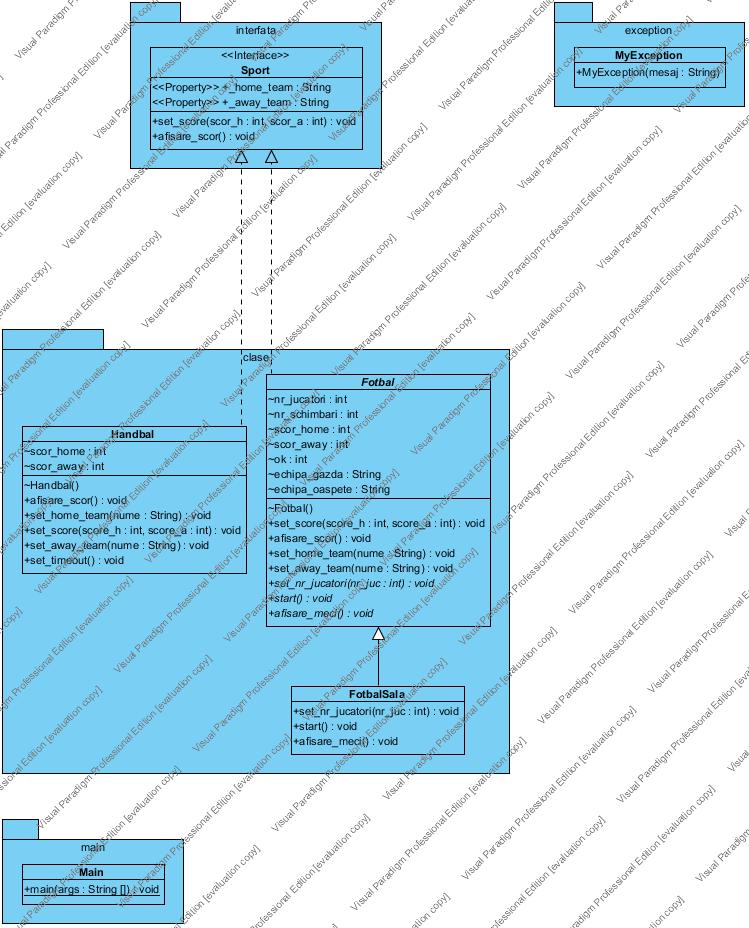 interfata
<<Interface>>
Sport
<<Property>> +_home_team : String
<<Property>> +_away_team : String
+set_score(scor_h : int, scor_a : int) : void
+afisare_scor() : void
exception
MyException
+MyException(mesaj : String)
clase
Handbal
~scor_home : int
~scor_away : int
~Handbal()
+afisare_scor() : void
+set_home_team(nume : String) : void
+set_score(score_h : int, score_a : int) : void
+set_away_team(nume : String) : void
+set_timeout() : void
Fotbal
~nr_jucatori : int
~nr_schimbari : int
~scor_home : int
~scor_away : int
~ok : int
~echipa_gazda : String
~echipa_oaspete : String
~Fotbal()
+set_score(score_h : int, score_a : int) : void
+afisare_scor() : void
+set_home_team(nume : String) : void
+set_away_team(nume : String) : void
+set_nr_jucatori(nr_juc : int) : void
+start() : void
+afisare_meci() : void
FotbalSala
+set_nr_jucatori(nr_juc : int) : void
+start() : void
+afisare_meci() : void
main
Main
+main(args : String []) : void
Visual Paradigm Professional Edition [evaluation copy]